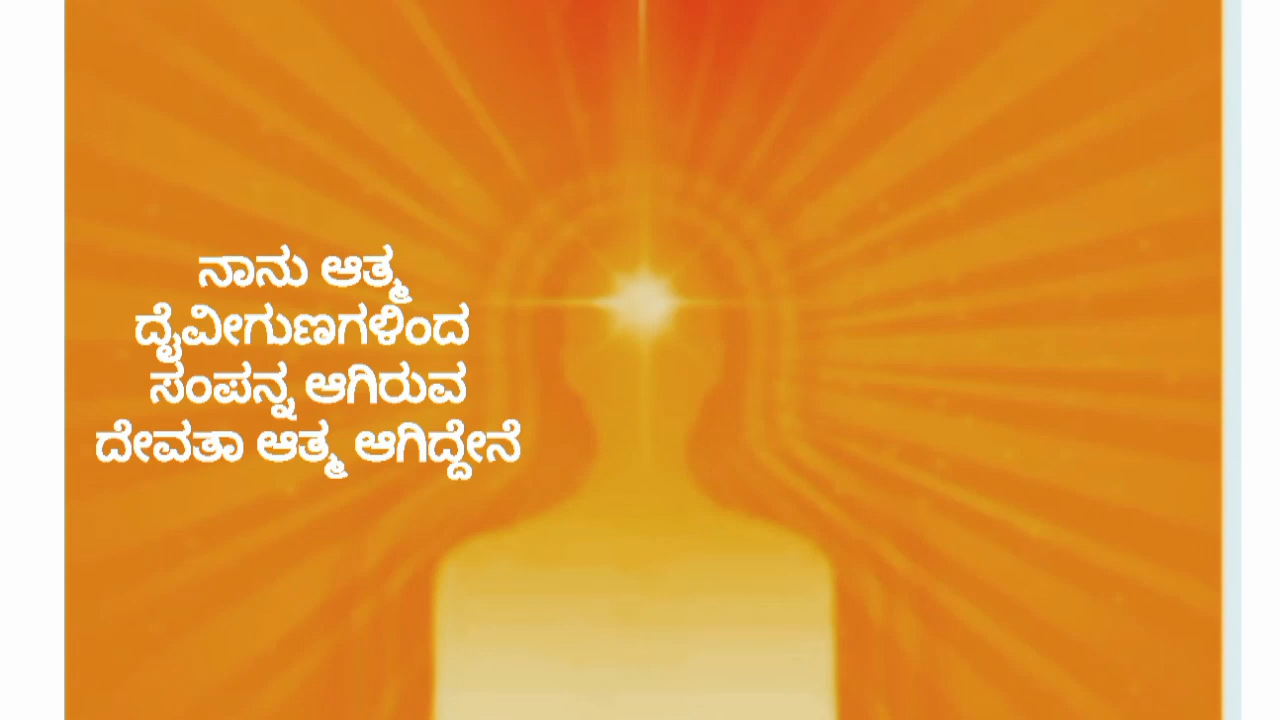 ನಾನು ಆತ್ಮ
ದೈವೀಗುಣಗಳಿಂದ
ಸಂಪನ್ನ ಆಗಿರುವ
ದೇವತಾ ಆತ್ಮ ಆಗಿದ್ದೇನೆ